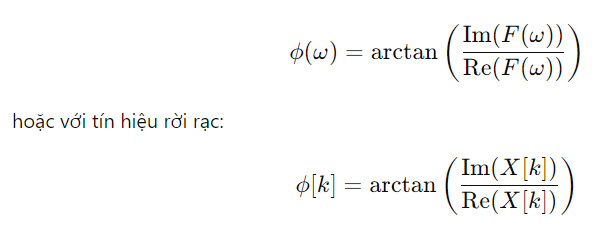 ϕ(ω) = arctan (Im(F(ω)) / Re(F(ω)))
hoặc với tín hiệu rời rạc:
ϕ[k] = arctan (Im(X[k]) / Re(X[k]))